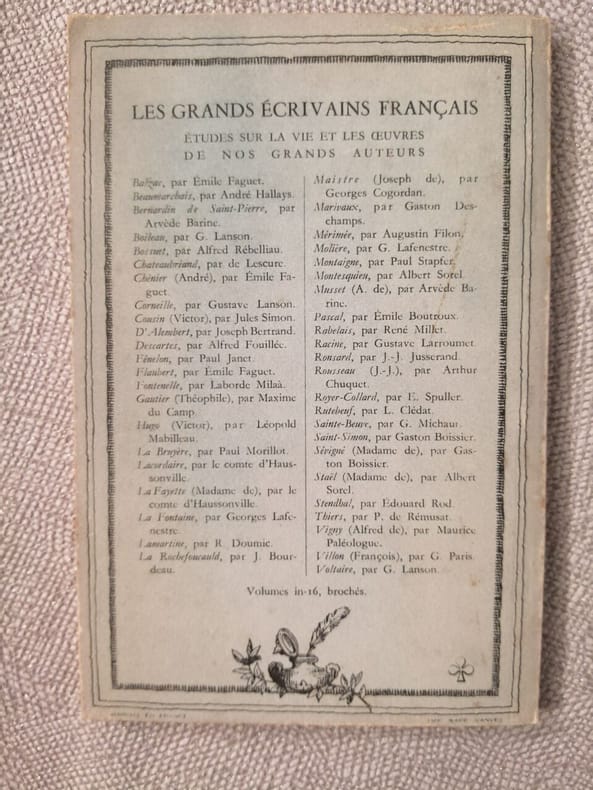 LES GRANDS ÉCRIVAINS FRANÇAIS
ÉTUDES SUR LA VIE ET LES ŒUVRES
DE NOS GRANDS AUTEURS
Balzac, par Émile Faguet.
Beaumarchais, par André Hallays.
Bernardin de Saint-Pierre, par
Arvède Barine.
Boileau, par G. Lanson.
Bossuet, par Alfred Rébelliau.
Chateaubriand, par de Lescure.
Chénier (André), par Émile Fa-
guet.
Corneille, par Gustave Lanson.
Cousin (Victor), par Jules Simon.
D'Alembert, par Joseph Bertrand.
Descartes, par Alfred Fouillée.
Fénelon, par Paul Janet.
Flaubert, par Émile Faguet.
Fontenelle, par Laborde Milaà.
Gautier (Théophile), par Maxime
du Camp.
Hugo (Victor), par Léopold
Mabilleau.
La Bruyère, par Paul Morillot.
Lacordaire, par le comte d'Haus-
sonville.
La Fayette (Madame de), par le
comte d'Haussonville.
La Fontaine, par Georges Lafe-
nestre.
Lamartine, par R. Doumic.
La Rochefoucauld, par J. Bour-
deau.
Maistre (Joseph de), par
Georges Cogordan.
Marivaux, par Gaston Des-
champs.
Mérimée, par Augustin Filon.
Molière, par G. Lafenestre.
Montaigne, par Paul Stapfer.
Montesquieu, par Albert Sorel.
Musset (A. de), par Arvède Ba-
rine.
Pascal, par Émile Boutroux.
Rabelais, par René Millet.
Racine, par Gustave Larroumet.
Ronsard, par J.-J. Jusserand.
Rousseau (J.-J.), par Arthur
Chuquet.
Royer-Collard, par E. Spuller.
Rutebeuf, par L. Clédat.
Sainte-Beuve, par G. Michaut.
Saint-Simon, par Gaston Boissier.
Sévigné (Madame de), par Gas-
ton Boissier.
Staël (Madame de), par Albert
Sorel.
Stendhal, par Édouard Rod.
Thiers, par P. de Rémusat.
Vigny (Alfred de), par Maurice
Paléologue.
Villon (François), par G. Paris.
Voltaire, par G. Lanson.
Volumes in-16, brochés.